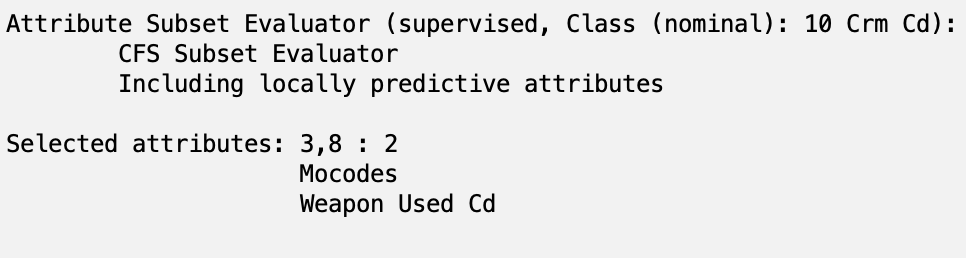 Attribute Subset Evaluator (supervised, Class (nominal): 10 Crm Cd):
CFS Subset Evaluator
Including locally predictive attributes
Selected attributes: 3,8 : 2
Mocodes
Weapon Used Cd